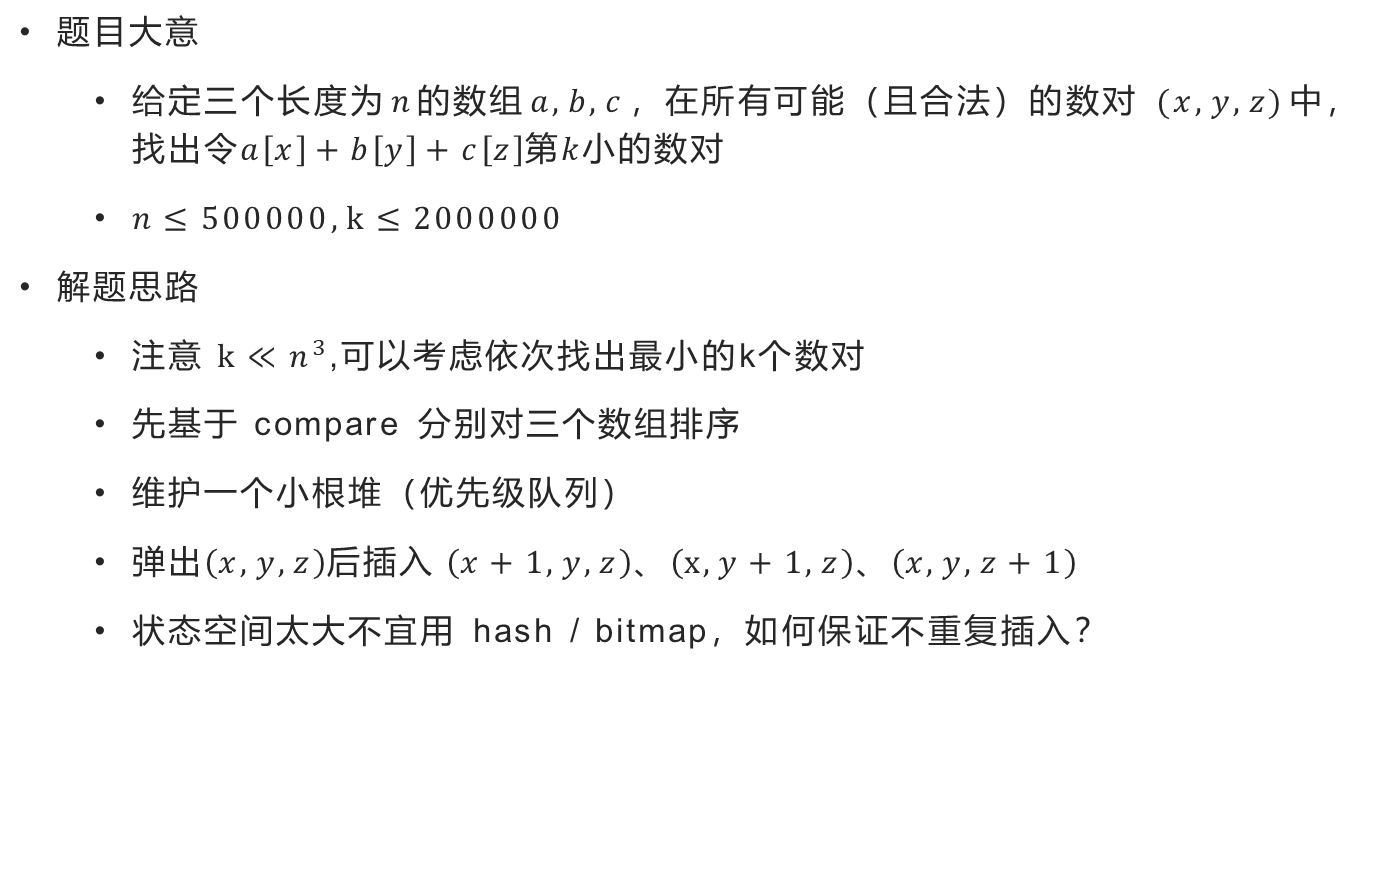 • 题目大意
• 给定三个长度为 n 的数组 a, b, c ，在所有可能（且合法）的数对 (x, y, z) 中，
找出令a[x] + b[y] + c[z]第k小的数对
• n ≤ 500000, k ≤ 2000000
• 解题思路
• 注意 k ≪ n³,可以考虑依次找出最小的k个数对
• 先基于 compare 分别对三个数组排序
• 维护一个小根堆（优先级队列）
• 弹出(x, y, z)后插入 (x + 1, y, z)、(x, y + 1, z)、(x, y, z + 1)
• 状态空间太大不宜用 hash / bitmap，如何保证不重复插入？